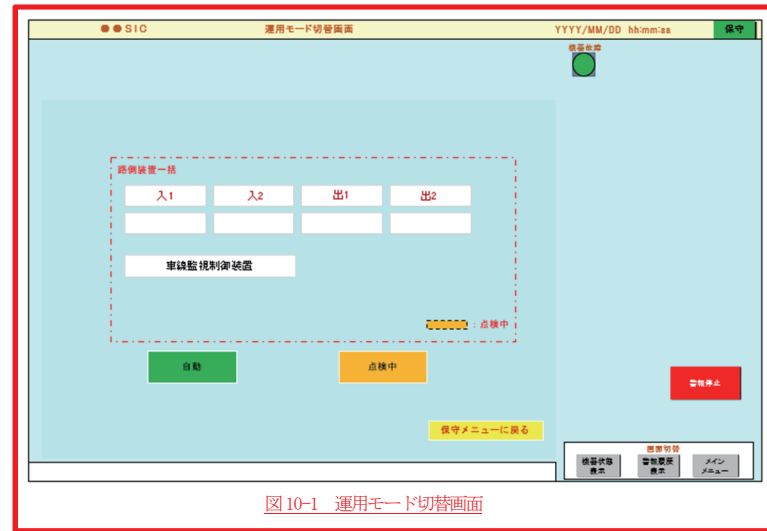 ●●SIC 運用モード切替画面 YYYY/MM/DD hh:mm:ss 保守
機器故障
路側装置一括
入1 入2 出1 出2
車線監視制御装置
:点検中
自動 点検中
警報停止
保守メニューに戻る
画面切替
機器状態 警報履歴 メイン
表示 表示 メニュー
図10-1 運用モード切替画面